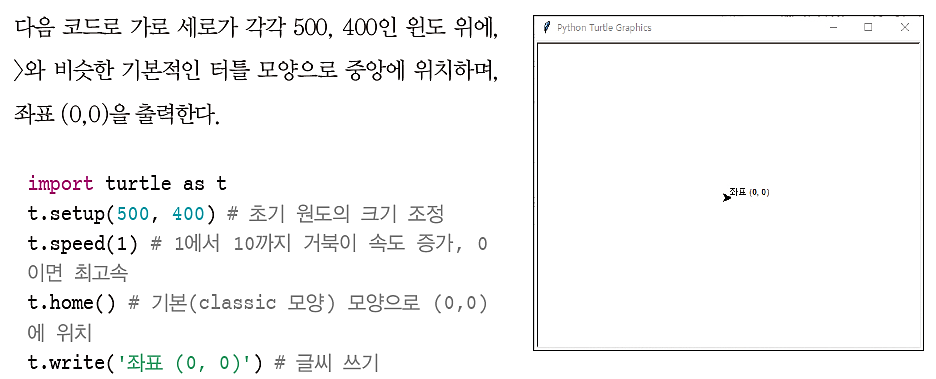 다음 코드로 가로 세로가 각각 500, 400인 윈도 위에,
〉와 비슷한 기본적인 터틀 모양으로 중앙에 위치하며,
좌표 (0,0)을 출력한다.
import turtle as t
t.setup(500, 400) # 초기 원도의 크기 조정
t.speed(1) # 1에서 10까지 거북이 속도 증가, 0
이면 최고속
t.home() # 기본(classic 모양) 모양으로 (0,0)
에 위치
t.write('좌표 (0, 0)') # 글씨 쓰기
Python Turtle Graphics
좌표 (0, 0)